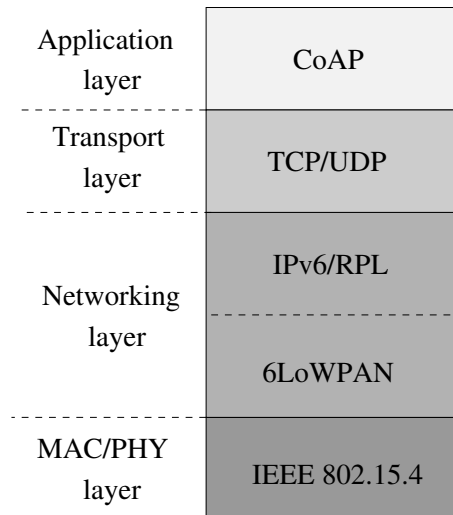 Application
layer
CoAP
Transport
layer
TCP/UDP
Networking
layer
IPv6/RPL
6LoWPAN
MAC/PHY
layer
IEEE 802.15.4